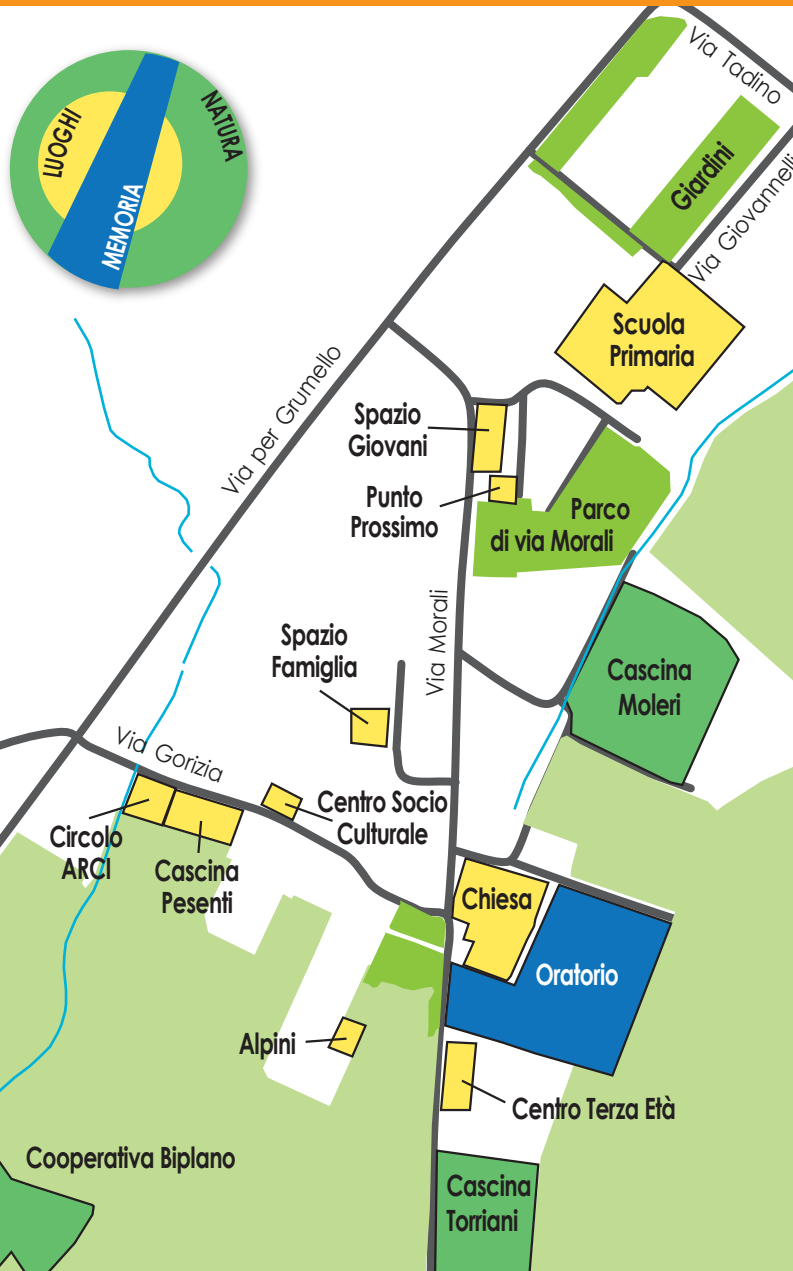 LUOGHI
MEMORIA
NATURA
Via Tadino
Giardini
Via Giovannelli
Scuola
Primaria
Via per Grumello
Spazio
Giovani
Punto
Prossimo
Parco
di via Morali
Via Morali
Spazio
Famiglia
Cascina
Moleri
Via Gorizia
Centro Socio
Culturale
Circolo
ARCI
Cascina
Pesenti
Chiesa
Oratorio
Alpini
Centro Terza Età
Cooperativa Biplano
Cascina
Torriani